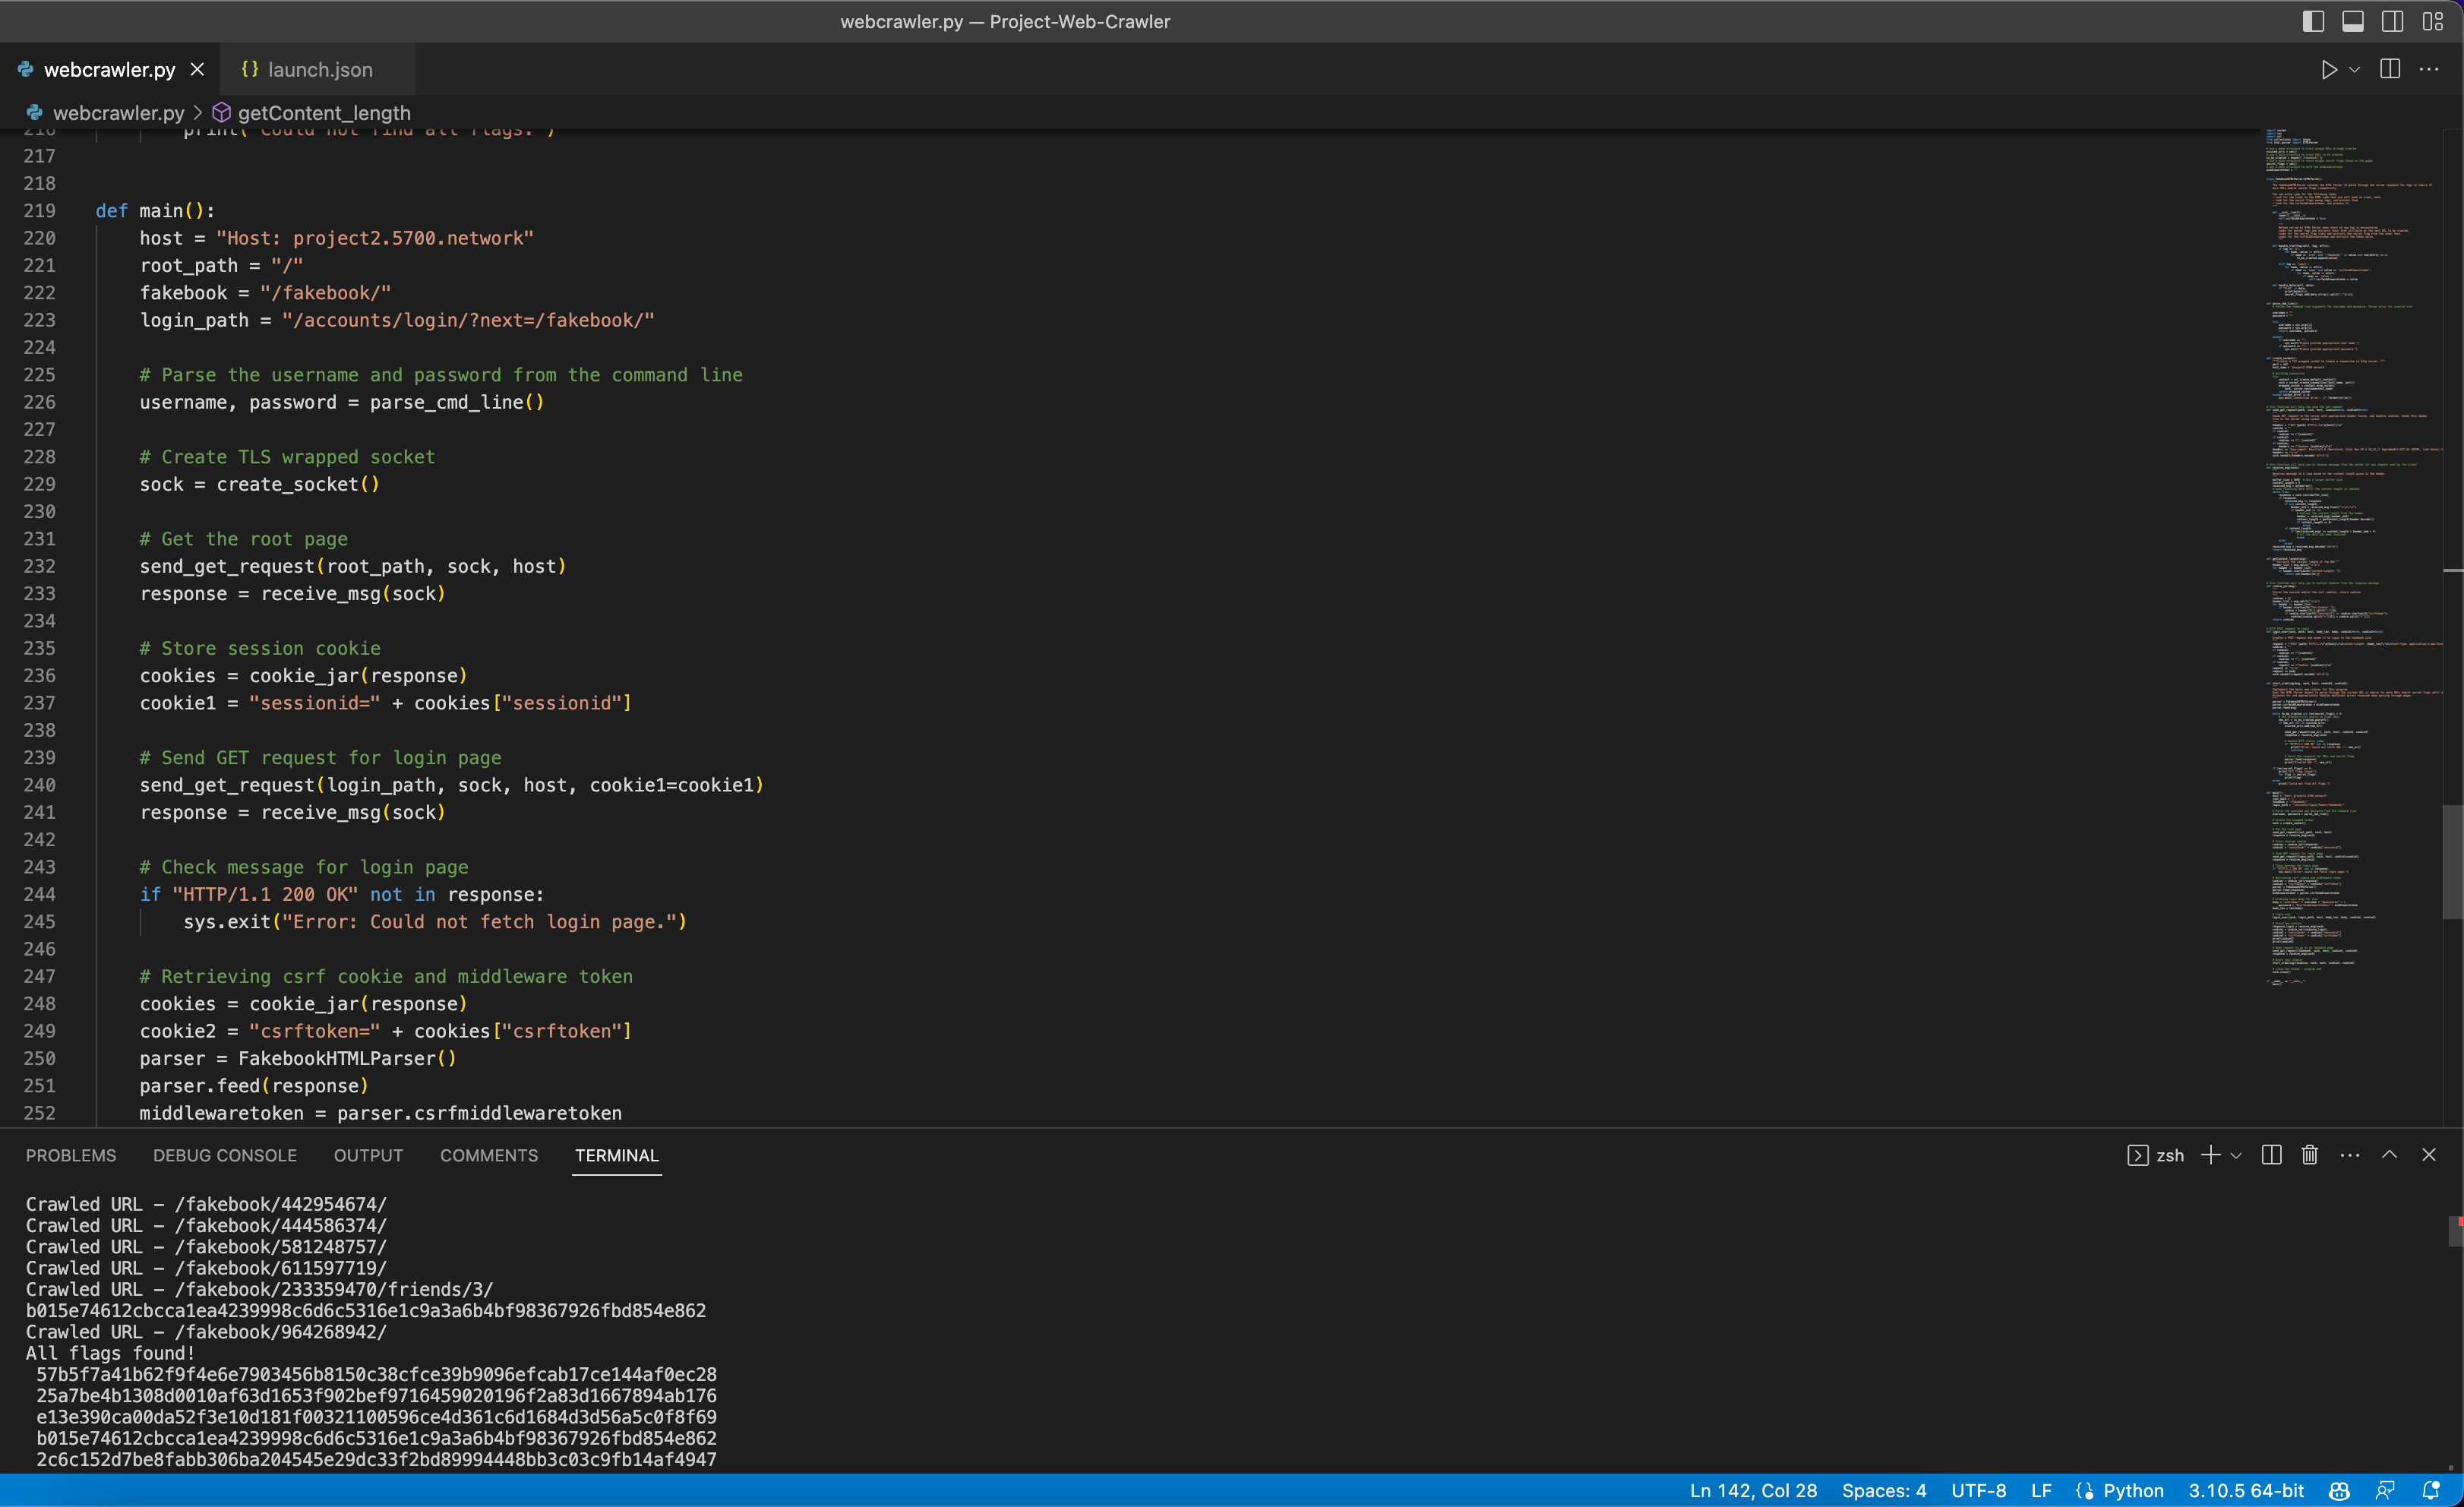 webcrawler.py — Project-Web-Crawler
webcrawler.py
{} launch.json
webcrawler.py > getContent_length
216 print("Could not find all flags.")
217
218
219 def main():
220 host = "Host: project2.5700.network"
221 root_path = "/"
222 fakebook = "/fakebook/"
223 login_path = "/accounts/login/?next=/fakebook/"
224
225 # Parse the username and password from the command line
226 username, password = parse_cmd_line()
227
228 # Create TLS wrapped socket
229 sock = create_socket()
230
231 # Get the root page
232 send_get_request(root_path, sock, host)
233 response = receive_msg(sock)
234
235 # Store session cookie
236 cookies = cookie_jar(response)
237 cookie1 = "sessionid=" + cookies["sessionid"]
238
239 # Send GET request for login page
240 send_get_request(login_path, sock, host, cookie1=cookie1)
241 response = receive_msg(sock)
242
243 # Check message for login page
244 if "HTTP/1.1 200 OK" not in response:
245 sys.exit("Error: Could not fetch login page.")
246
247 # Retrieving csrf cookie and middleware token
248 cookies = cookie_jar(response)
249 cookie2 = "csrftoken=" + cookies["csrftoken"]
250 parser = FakebookHTMLParser()
251 parser.feed(response)
252 middlewaretoken = parser.csrfmiddlewaretoken
PROBLEMS DEBUG CONSOLE OUTPUT COMMENTS TERMINAL
zsh
Crawled URL - /fakebook/442954674/
Crawled URL - /fakebook/444586374/
Crawled URL - /fakebook/581248757/
Crawled URL - /fakebook/611597719/
Crawled URL - /fakebook/233359470/friends/3/
b015e74612cbcca1ea4239998c6d6c5316e1c9a3a6b4bf98367926fbd854e862
Crawled URL - /fakebook/964268942/
All flags found!
57b5f7a41b62f9f4e6e7903456b8150c38cfce39b9096efcab17ce144af0ec28
25a7be4b1308d0010af63d1653f902bef9716459020196f2a83d1667894ab176
e13e390ca00da52f3e10d181f00321100596ce4d361c6d1684d3d56a5c0f8f69
b015e74612cbcca1ea4239998c6d6c5316e1c9a3a6b4bf98367926fbd854e862
2c6c152d7be8fabb306ba204545e29dc33f2bd89994448bb3c03c9fb14af4947
Ln 142, Col 28 Spaces: 4 UTF-8 LF Python 3.10.5 64-bit